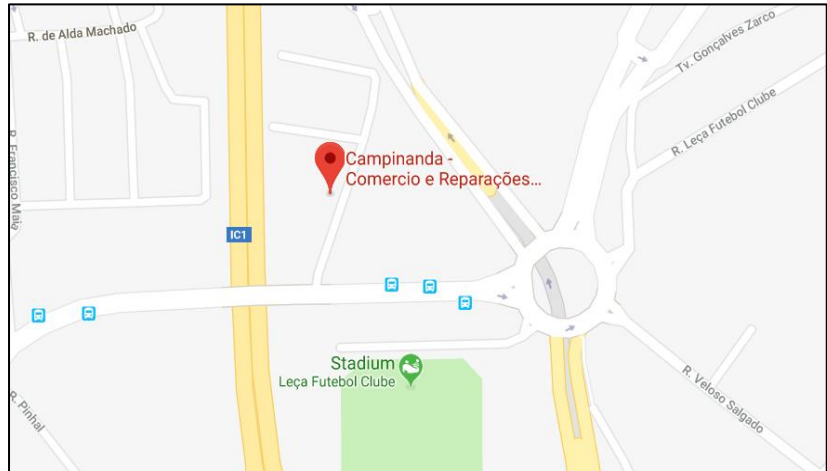 R. de Alda Machado
Tv. Gonçalves Zarco
R. Leça Futebol Clube
R. Francisco Maia
Campinanda -
Comercio e Reparações...
IC1
Stadium
Leça Futebol Clube
R. Veloso Salgado
R. Pinhal